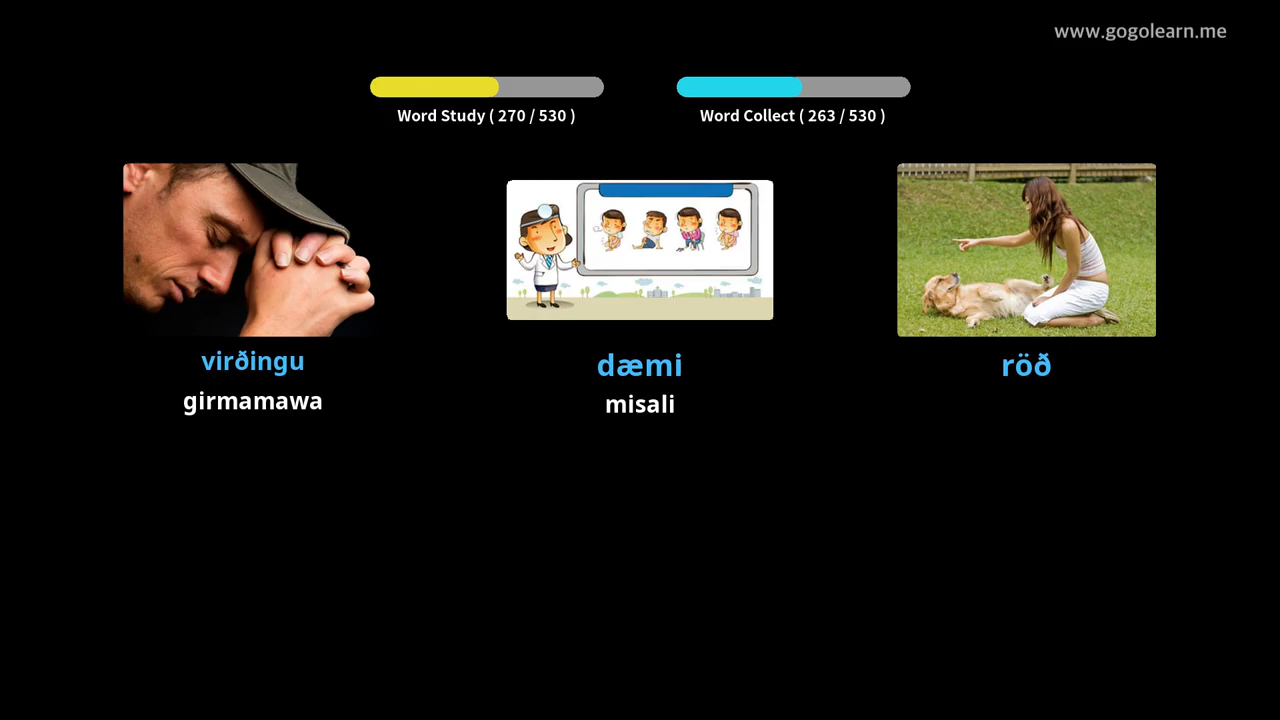 www.gogolearn.me
Word Study ( 270 / 530 )
Word Collect ( 263 / 530 )
virðingu
girmamawa
dæmi
misali
röð